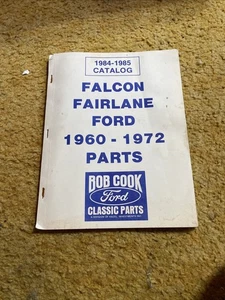 1984-1985
CATALOG
FALCON
FAIRLANE
FORD
1960 - 1972
PARTS
BOB COOK
Ford
CLASSIC PARTS